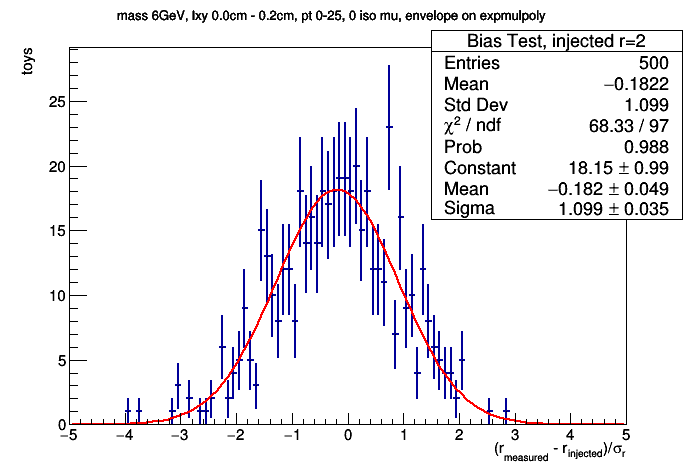 mass 6GeV, lxy 0.0cm - 0.2cm, pt 0-25, 0 iso mu, envelope on expmulpoly
Bias Test, injected r=2
Entries 500
Mean −0.1822
Std Dev 1.099
χ² / ndf 68.33 / 97
Prob 0.988
Constant 18.15 ± 0.99
Mean −0.182 ± 0.049
Sigma 1.099 ± 0.035
toys
25
20
15
10
5
0
−5 −4 −3 −2 −1 0 1 2 3 4 5
(r_measured - r_injected)/σ_r